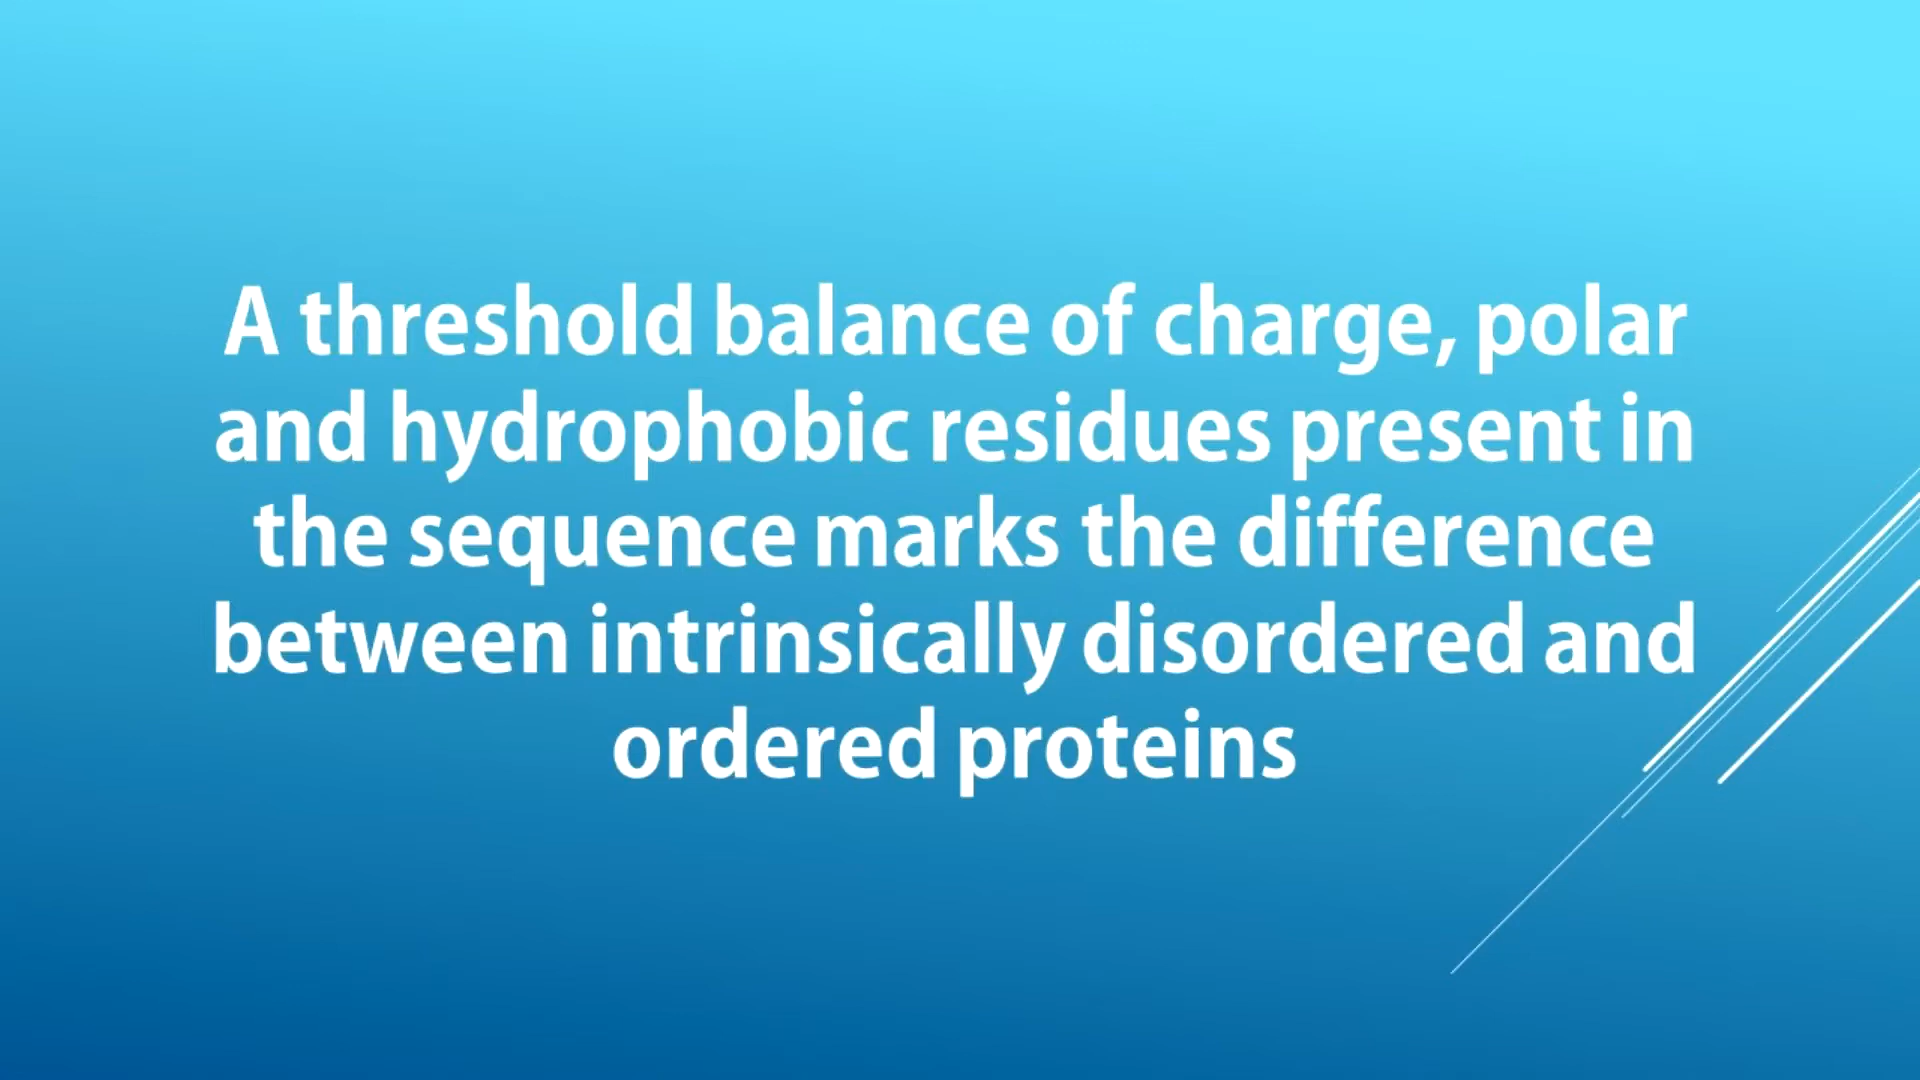 A threshold balance of charge, polar
and hydrophobic residues present in
the sequence marks the difference
between intrinsically disordered and
ordered proteins